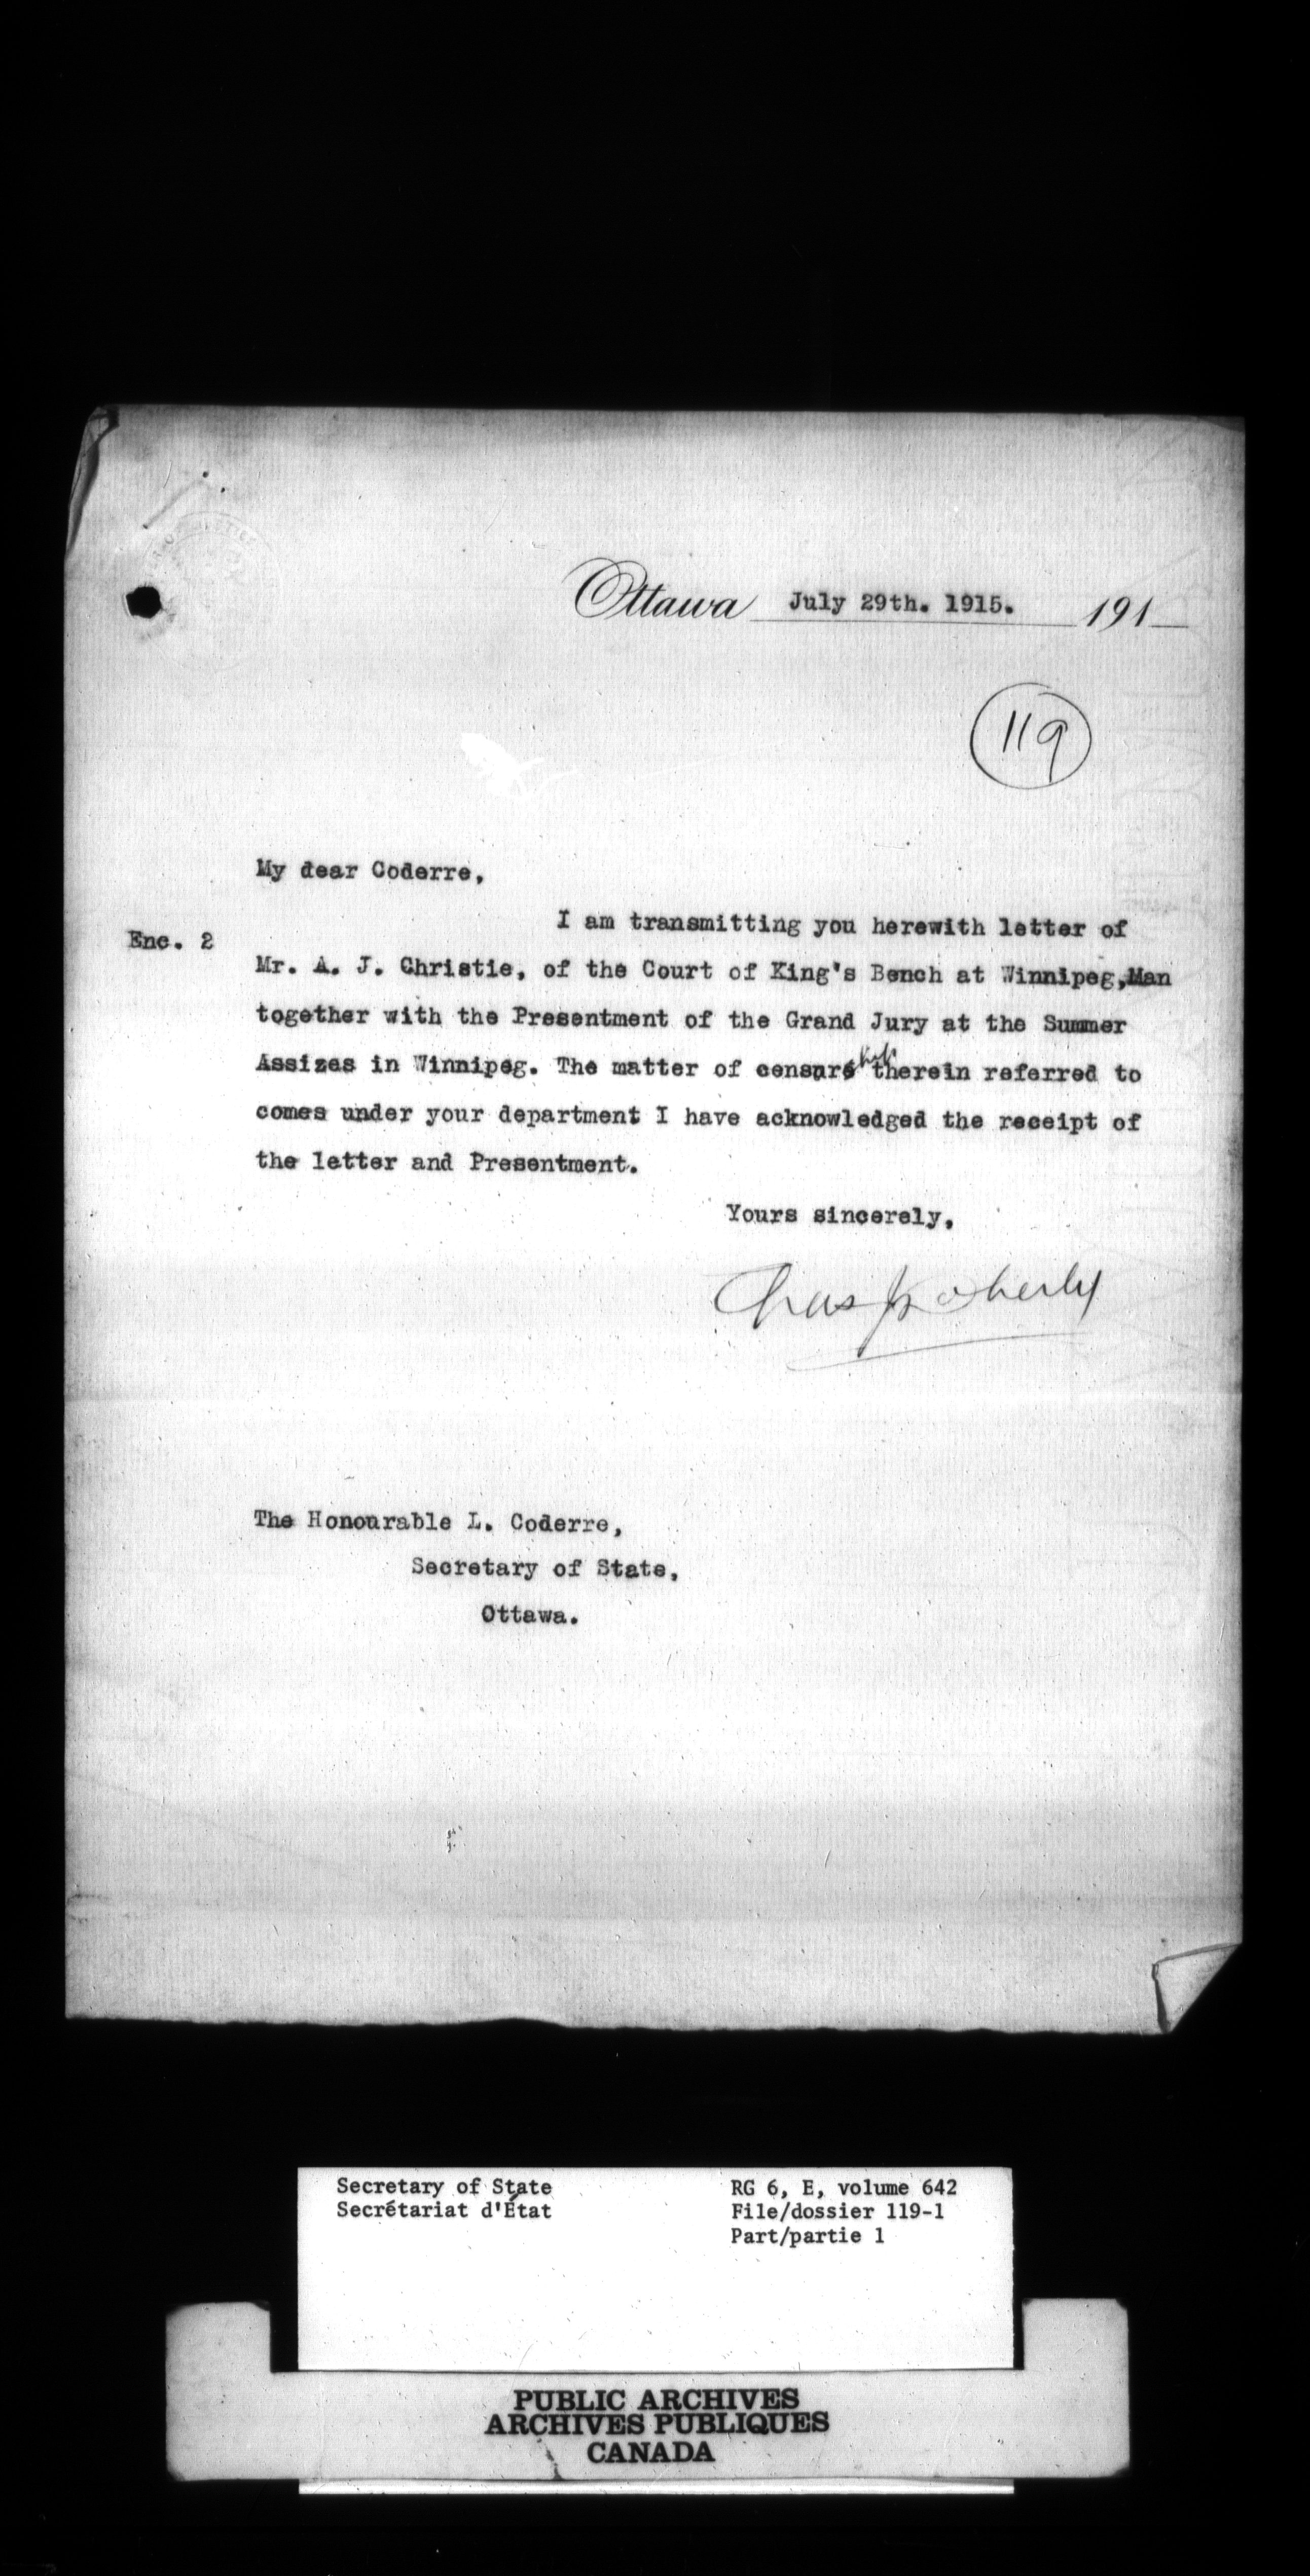 Ottawa July 29th. 1915. 191
119
My dear Coderre,
I am transmitting you herewith letter of
Enc. 2
Mr. A. J. Christie, of the Court of King's Bench at Winnipeg,Man
together with the Presentment of the Grand Jury at the Summer
Assizes in Winnipeg. The matter of censorship therein referred to
comes under your department I have acknowledged the receipt of
the letter and Presentment.
Yours sincerely,
Chas J Doherty
The Honourable L. Coderre,
Secretary of State,
Ottawa.
Secretary of State
Secrétariat d'État
RG 6, E, volume 642
File/dossier 119-1
Part/partie 1
PUBLIC ARCHIVES
ARCHIVES PUBLIQUES
CANADA